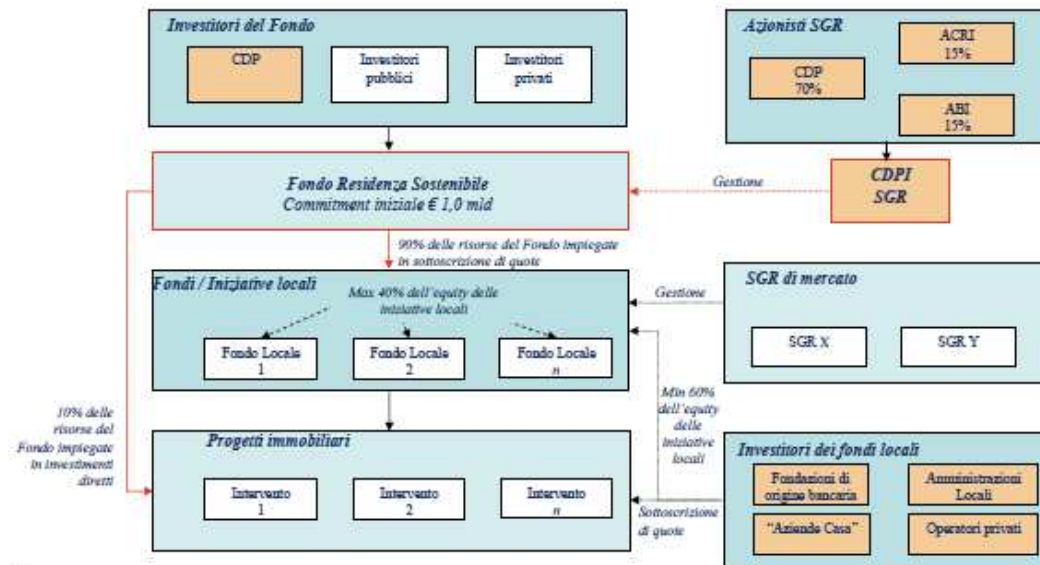 Investitori del Fondo
CDP
Investitori
pubblici
Investitori
privati
Azionisti SGR
ACRI
15%
CDP
70%
ABI
15%
Fondo Residenza Sostenibile
Commitment iniziale € 1,0 mld
Gestione
CDPI
SGR
90% delle risorse del Fondo impiegate
in sottoscrizione di quote
Fondi / Iniziative locali
Max 40% dell'equity delle
iniziative locali
Fondo Locale
1
Fondo Locale
2
Fondo Locale
n
Gestione
SGR di mercato
SGR X
SGR Y
10% delle
risorse del
Fondo impiegate
in investimenti
diretti
Min 60%
dell'equity
delle
iniziative
locali
Progetti immobiliari
Intervento
1
Intervento
2
Intervento
n
Sottoscrizione
di quote
Investitori dei fondi locali
Fondazioni di
origine bancaria
Amministrazioni
Locali
"Aziende Casa"
Operatori privati